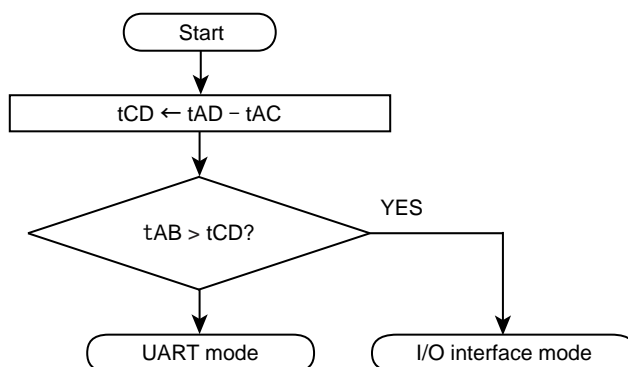 Start
tCD ← tAD − tAC
tAB > tCD?
YES
UART mode
I/O interface mode